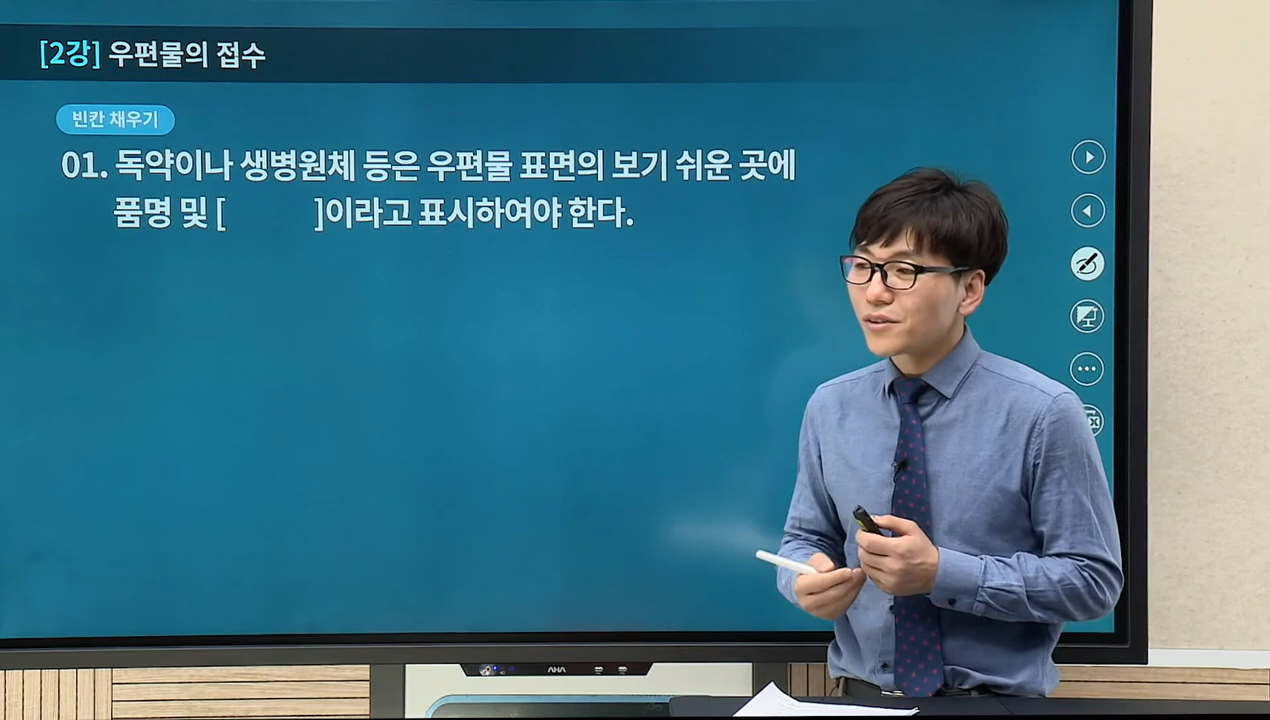 [2강] 우편물의 접수
빈칸 채우기
01. 독약이나 생병원체 등은 우편물 표면의 보기 쉬운 곳에
품명 및 [ ]이라고 표시하여야 한다.
AHA